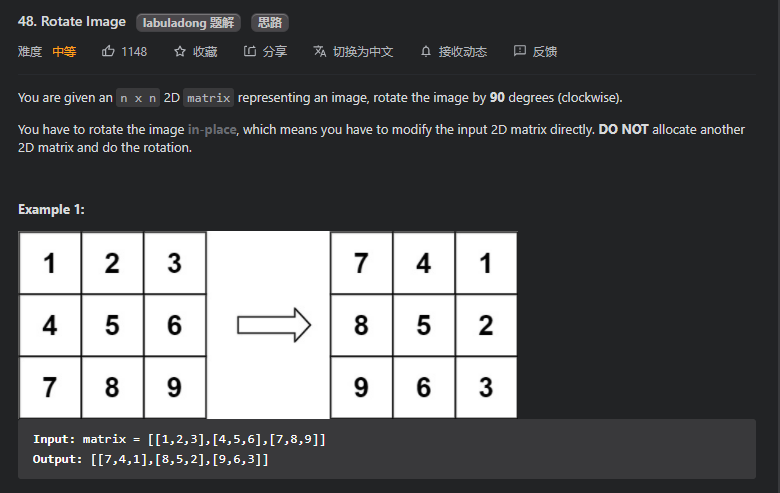 48. Rotate Image labuladong 题解 思路
难度 中等 1148 收藏 分享 切换为中文 接收动态 反馈
You are given an n x n 2D matrix representing an image, rotate the image by 90 degrees (clockwise).
You have to rotate the image in-place, which means you have to modify the input 2D matrix directly. DO NOT allocate another
2D matrix and do the rotation.
Example 1:
1 2 3 7 4 1
4 5 6 8 5 2
7 8 9 9 6 3
Input: matrix = [[1,2,3],[4,5,6],[7,8,9]]
Output: [[7,4,1],[8,5,2],[9,6,3]]